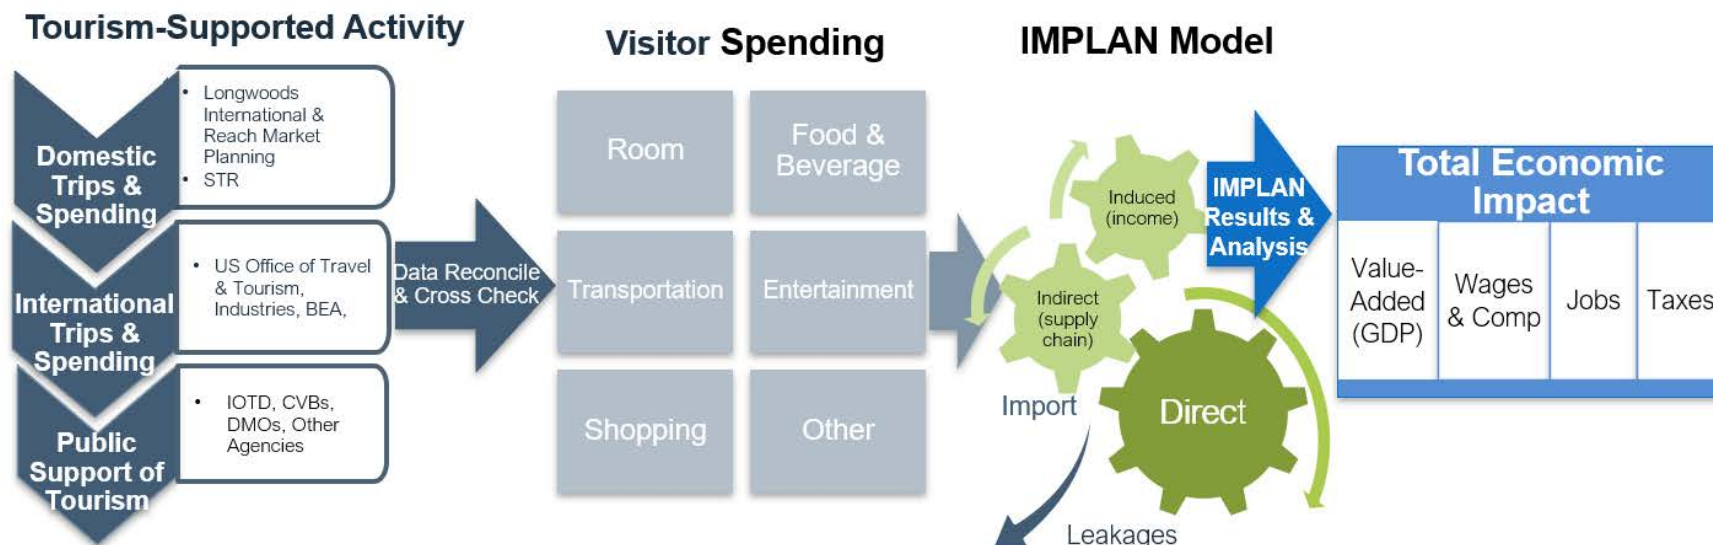 Tourism-Supported Activity
Domestic
Trips &
Spending
• Longwoods
International &
Reach Market
Planning
• STR
International
Trips &
Spending
• US Office of Travel
& Tourism,
Industries, BEA,
Public
Support of
Tourism
• IOTD, CVBs,
DMOs, Other
Agencies
Data Reconcile
& Cross Check
Visitor Spending
Room
Food &
Beverage
Transportation
Entertainment
Shopping
Other
IMPLAN Model
Induced
(income)
Indirect
(supply
chain)
Direct
Import
Leakages
IMPLAN
Results &
Analysis
Total Economic
Impact
Value-
Added
(GDP)
Wages
& Comp
Jobs
Taxes